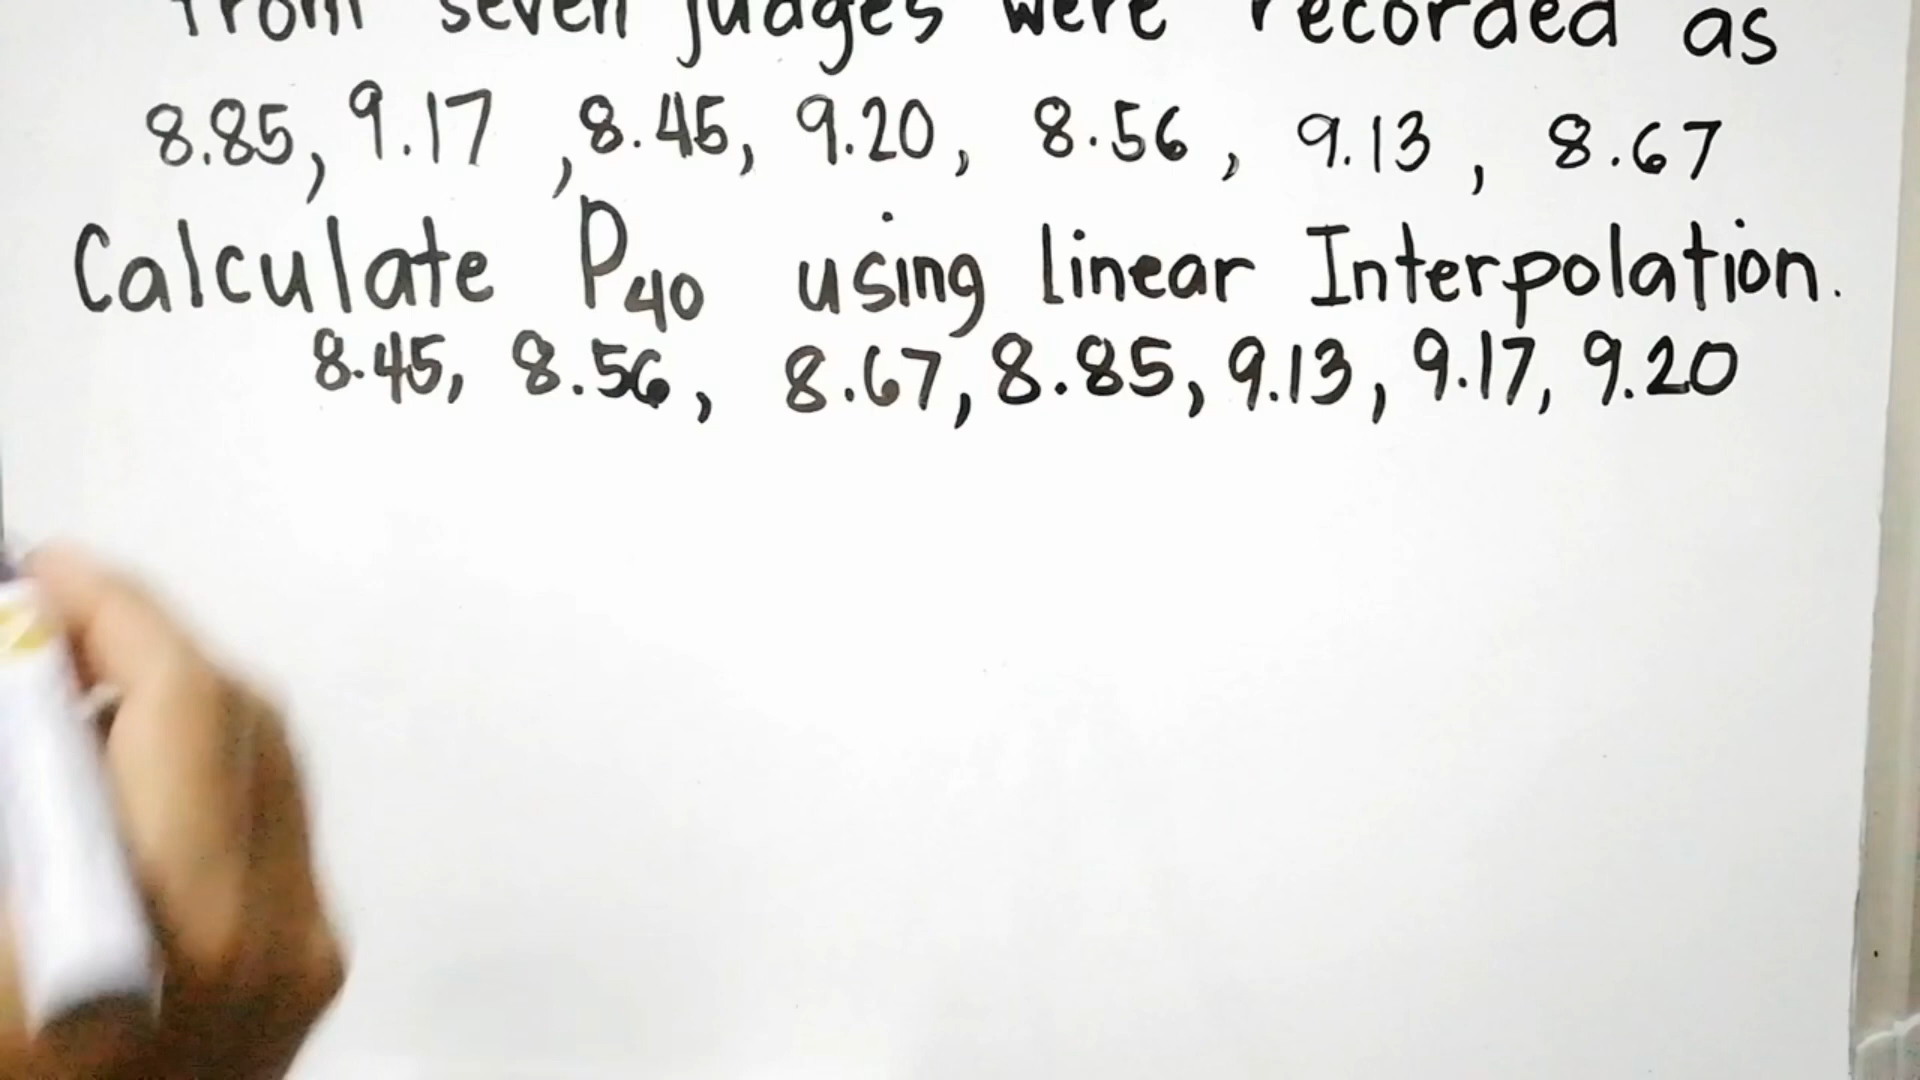 from seven judges were recorded as
8.85, 9.17, 8.45, 9.20, 8.56, 9.13, 8.67
Calculate P40 using linear Interpolation.
8.45, 8.56, 8.67, 8.85, 9.13, 9.17, 9.20